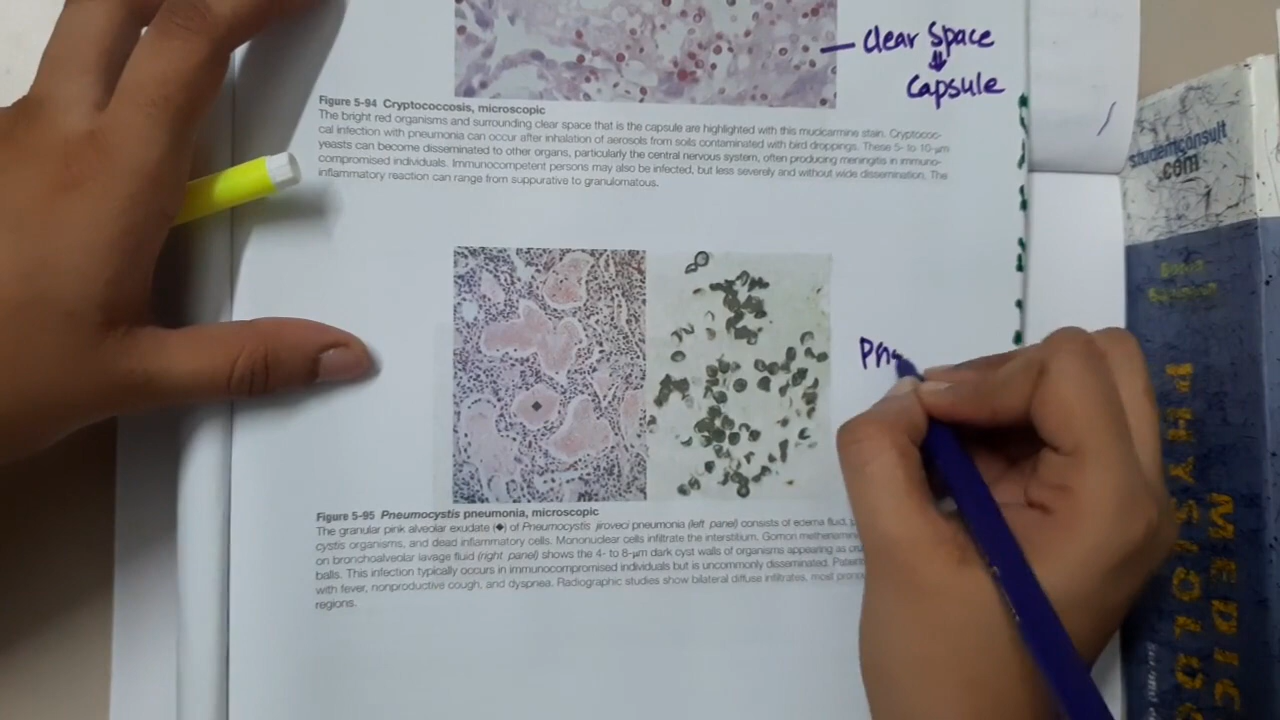 clear Space
Capsule
Figure 5-94 Cryptococcosis, microscopic
The bright red organisms and surrounding clear space that is the capsule are highlighted with this mucicarmine stain. Cryptococ-
cal infection with pneumonia can occur after inhalation of aerosols from soils contaminated with bird droppings. These 5- to 10-μm
yeasts can become disseminated to other organs, particularly the central nervous system, often producing meningitis in immuno-
compromised individuals. Immunocompetent persons may also be infected, but less severely and without wide dissemination. The
inflammatory reaction can range from suppurative to granulomatous.
studentconsult
.com
Pn
Figure 5-95 Pneumocystis pneumonia, microscopic
The granular pink alveolar exudate (◆) of Pneumocystis jiroveci pneumonia (left panel) consists of edema fluid,
cystis organisms, and dead inflammatory cells. Mononuclear cells infiltrate the interstitium. Gomori methenamine
on bronchoalveolar lavage fluid (right panel) shows the 4- to 8-μm dark cyst walls of organisms appearing as
balls. This infection typically occurs in immunocompromised individuals but is uncommonly disseminated.
with fever, nonproductive cough, and dyspnea. Radiographic studies show bilateral diffuse infiltrates, most
regions.
MEDIC
PHYSIOLO